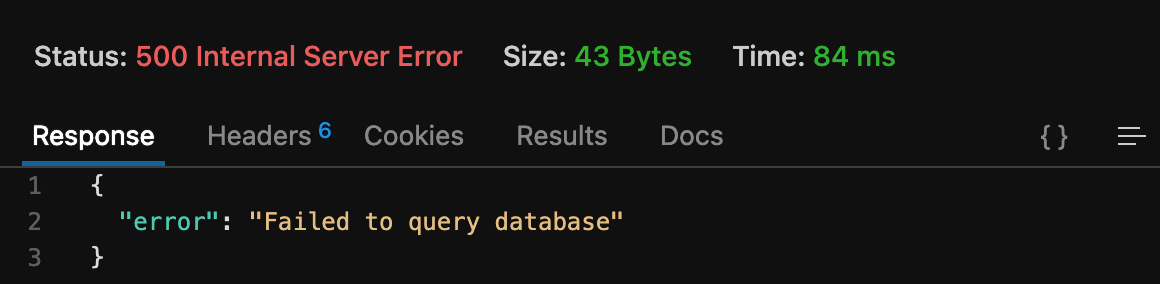 Status: 500 Internal Server Error Size: 43 Bytes Time: 84 ms
Response Headers 6 Cookies Results Docs { }
1 {
2 "error": "Failed to query database"
3 }